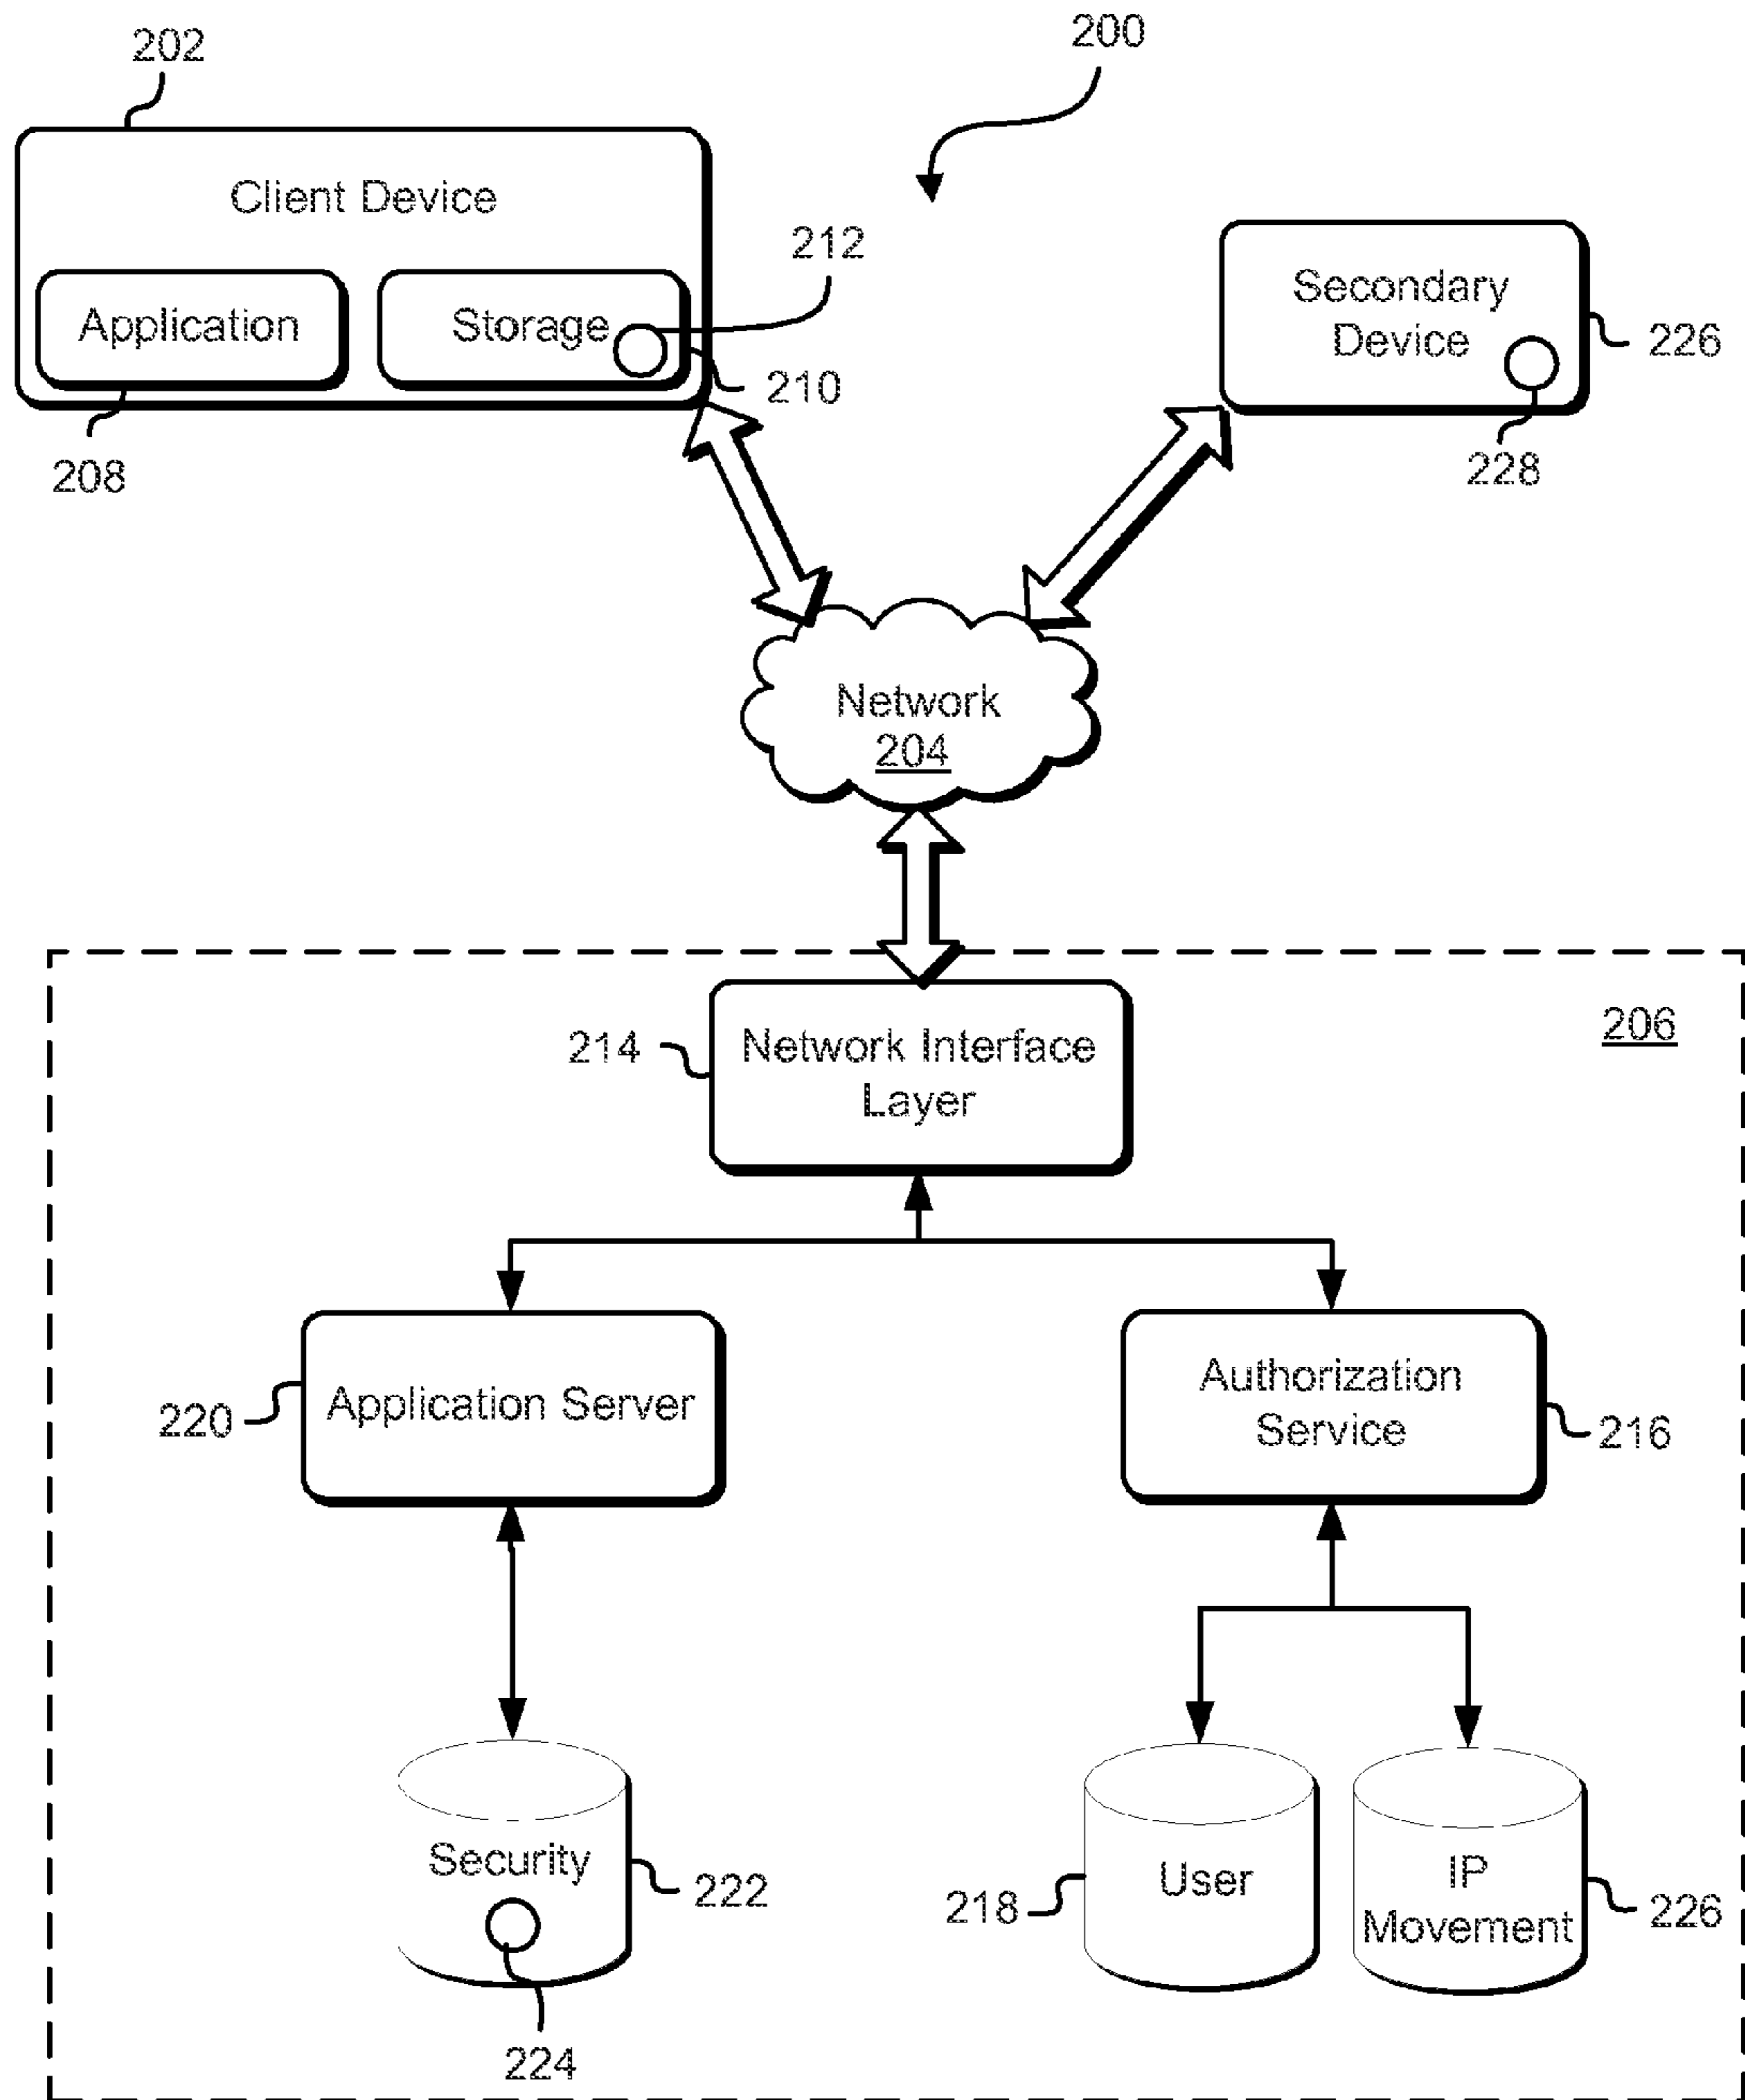 202
200
Client Device
212
Application
Storage
210
208
Secondary
Device
226
228
Network
204
206
214
Network Interface
Layer
220
Application Server
Authorization
Service
216
Security
222
224
218
User
IP
Movement
226